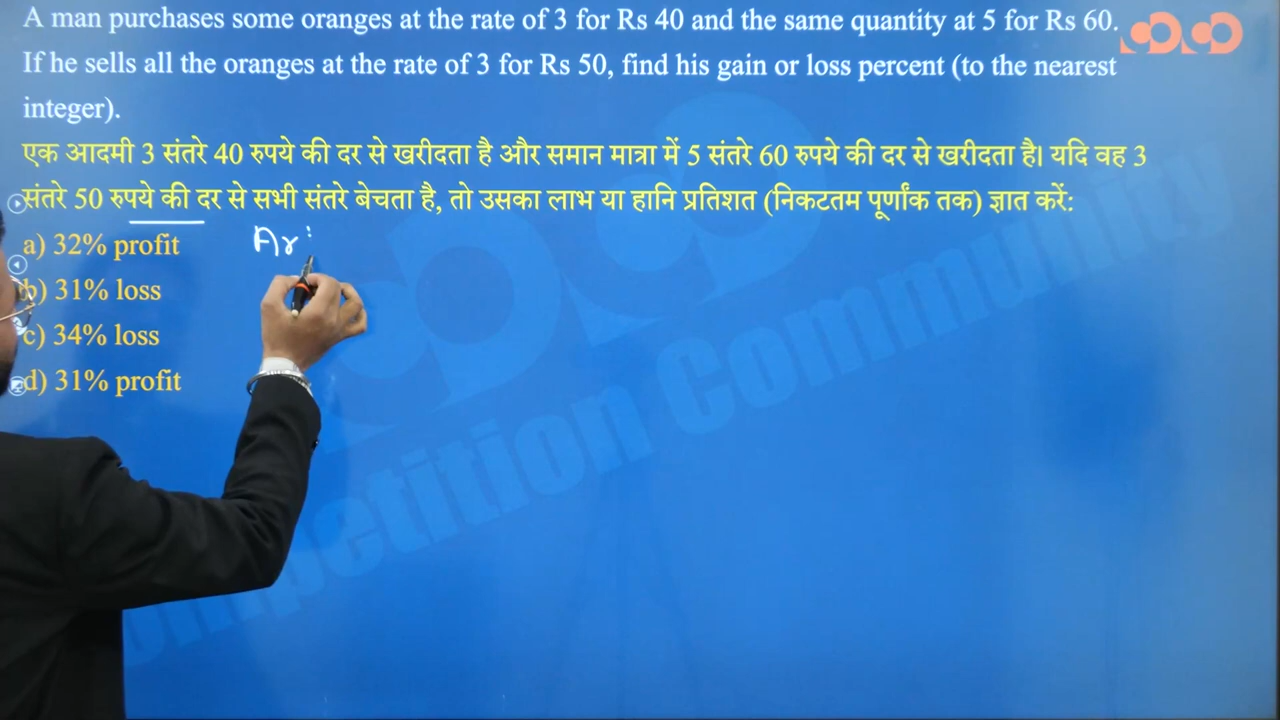 A man purchases some oranges at the rate of 3 for Rs 40 and the same quantity at 5 for Rs 60.
If he sells all the oranges at the rate of 3 for Rs 50, find his gain or loss percent (to the nearest
integer).
एक आदमी 3 संतरे 40 रुपये की दर से खरीदता है और समान मात्रा में 5 संतरे 60 रुपये की दर से खरीदता है। यदि वह 3
संतरे 50 रुपये की दर से सभी संतरे बेचता है, तो उसका लाभ या हानि प्रतिशत (निकटतम पूर्णांक तक) ज्ञात करें:
a) 32% profit
Ar
b) 31% loss
c) 34% loss
d) 31% profit
Competition Community